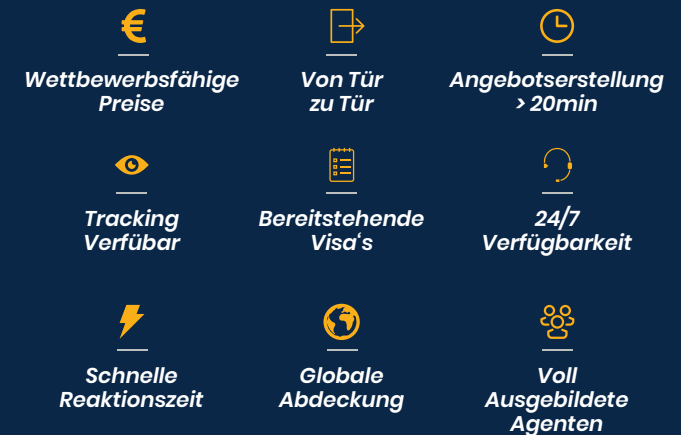 Wettbewerbsfähige
Preise
Von Tür
zu Tür
Angebotserstellung
> 20min
Tracking
Verfübar
Bereitstehende
Visa‘s
24/7
Verfügbarkeit
Schnelle
Reaktionszeit
Globale
Abdeckung
Voll
Ausgebildete
Agenten